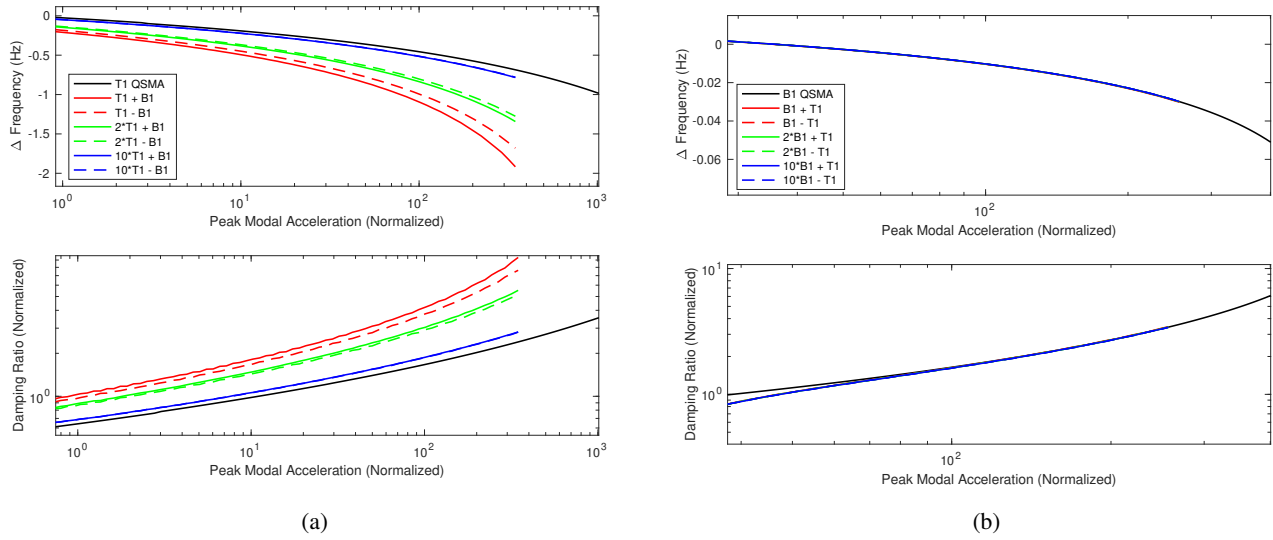 0
-0.5
-1
-1.5
-2
Δ Frequency (Hz)
T1 QSMA
T1 + B1
T1 - B1
2*T1 + B1
2*T1 - B1
10*T1 + B1
10*T1 - B1
10^0
10^1
10^2
10^3
Peak Modal Acceleration (Normalized)
Damping Ratio (Normalized)
10^0
10^0
10^1
10^2
10^3
Peak Modal Acceleration (Normalized)
(a)
0
-0.02
-0.04
-0.06
Δ Frequency (Hz)
B1 QSMA
B1 + T1
B1 - T1
2*B1 + T1
2*B1 - T1
10*B1 + T1
10*B1 - T1
10^2
Peak Modal Acceleration (Normalized)
10^1
10^0
Damping Ratio (Normalized)
10^2
Peak Modal Acceleration (Normalized)
(b)